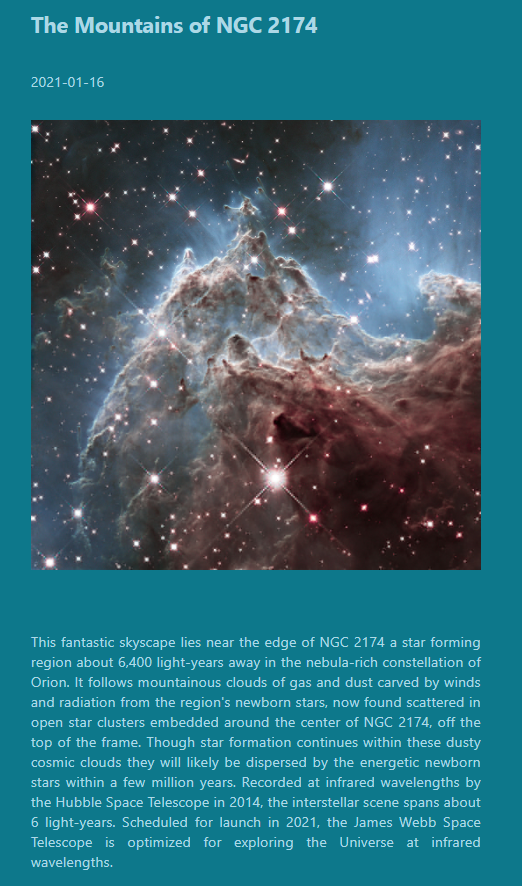 The Mountains of NGC 2174
2021-01-16
This fantastic skyscape lies near the edge of NGC 2174 a star forming
region about 6,400 light-years away in the nebula-rich constellation of
Orion. It follows mountainous clouds of gas and dust carved by winds
and radiation from the region's newborn stars, now found scattered in
open star clusters embedded around the center of NGC 2174, off the
top of the frame. Though star formation continues within these dusty
cosmic clouds they will likely be dispersed by the energetic newborn
stars within a few million years. Recorded at infrared wavelengths by
the Hubble Space Telescope in 2014, the interstellar scene spans about
6 light-years. Scheduled for launch in 2021, the James Webb Space
Telescope is optimized for exploring the Universe at infrared
wavelengths.